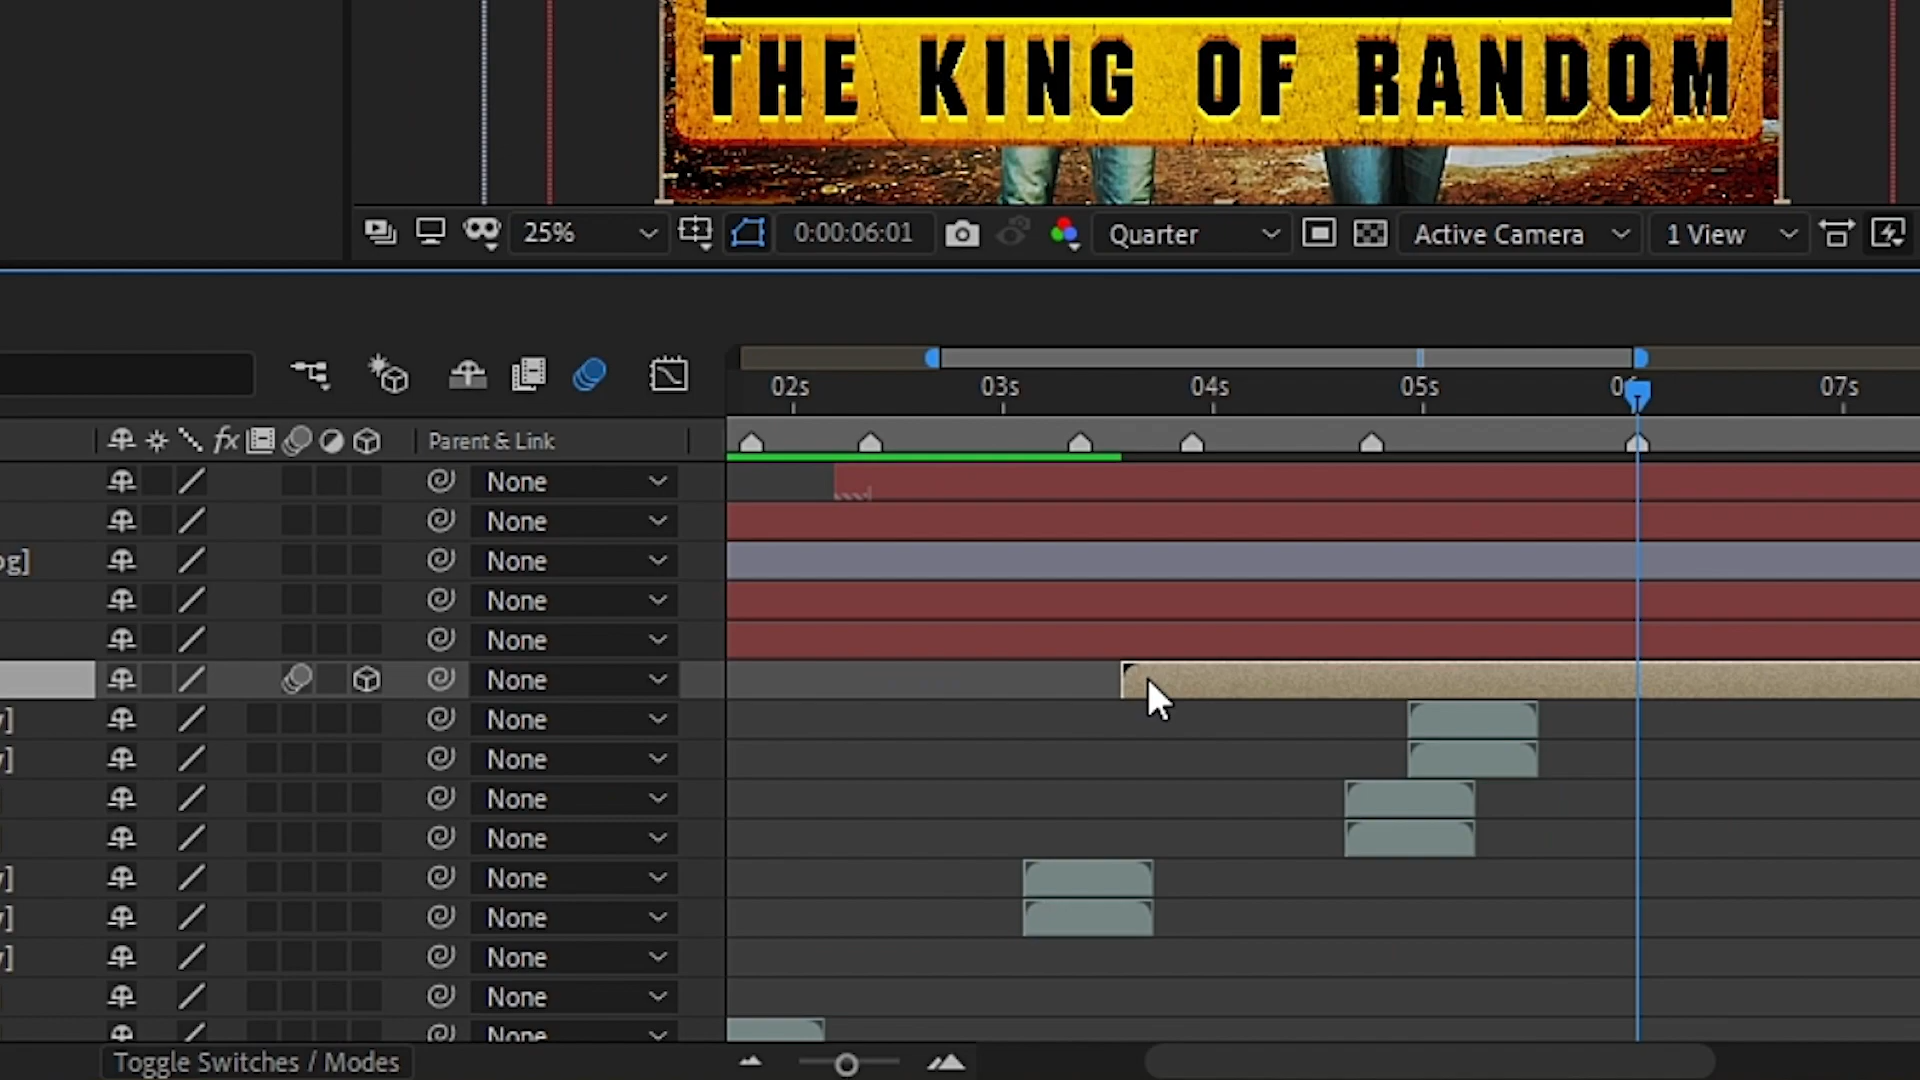 THE KING OF RANDOM
25%
0:00:06:01
Quarter
Active Camera
1 View
02s 03s 04s 05s 07s
fx
Parent & Link
None
None
og] None
None
None
None
None
None
None
None
None
None
None
None
None
Toggle Switches / Modes